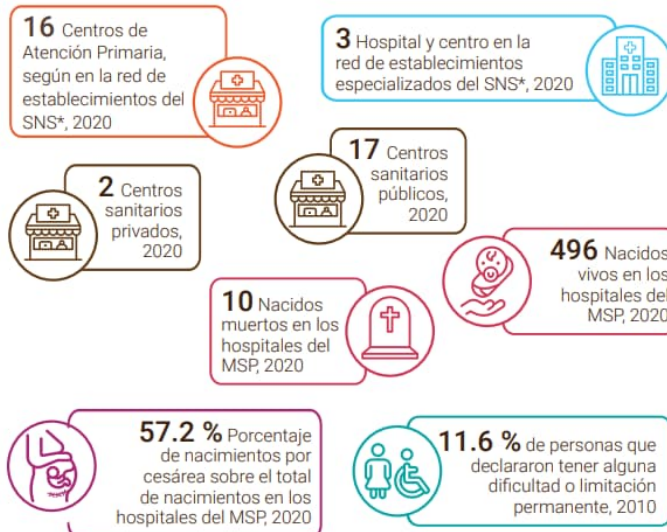 16 Centros de
Atención Primaria,
según en la red de
establecimientos del
SNS*, 2020
3 Hospital y centro en la
red de establecimientos
especializados del SNS*, 2020
2 Centros
sanitarios
privados,
2020
17 Centros
sanitarios
públicos,
2020
496 Nacidos
vivos en los
hospitales del
MSP, 2020
10 Nacidos
muertos en los
hospitales del
MSP, 2020
57.2 % Porcentaje
de nacimientos por
cesárea sobre el total
de nacimientos en los
hospitales del MSP, 2020
11.6 % de personas que
declararon tener alguna
dificultad o limitación
permanente, 2010